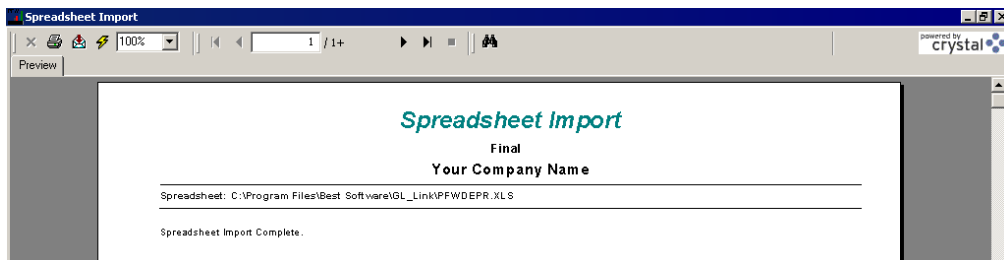 Spreadsheet Import
100%
1 / 1+
powered by
crystal
Preview
Spreadsheet Import
Final
Your Company Name
Spreadsheet: C:\Program Files\Best Software\GL_Link\PFWDEPR.XLS
Spreadsheet Import Complete.